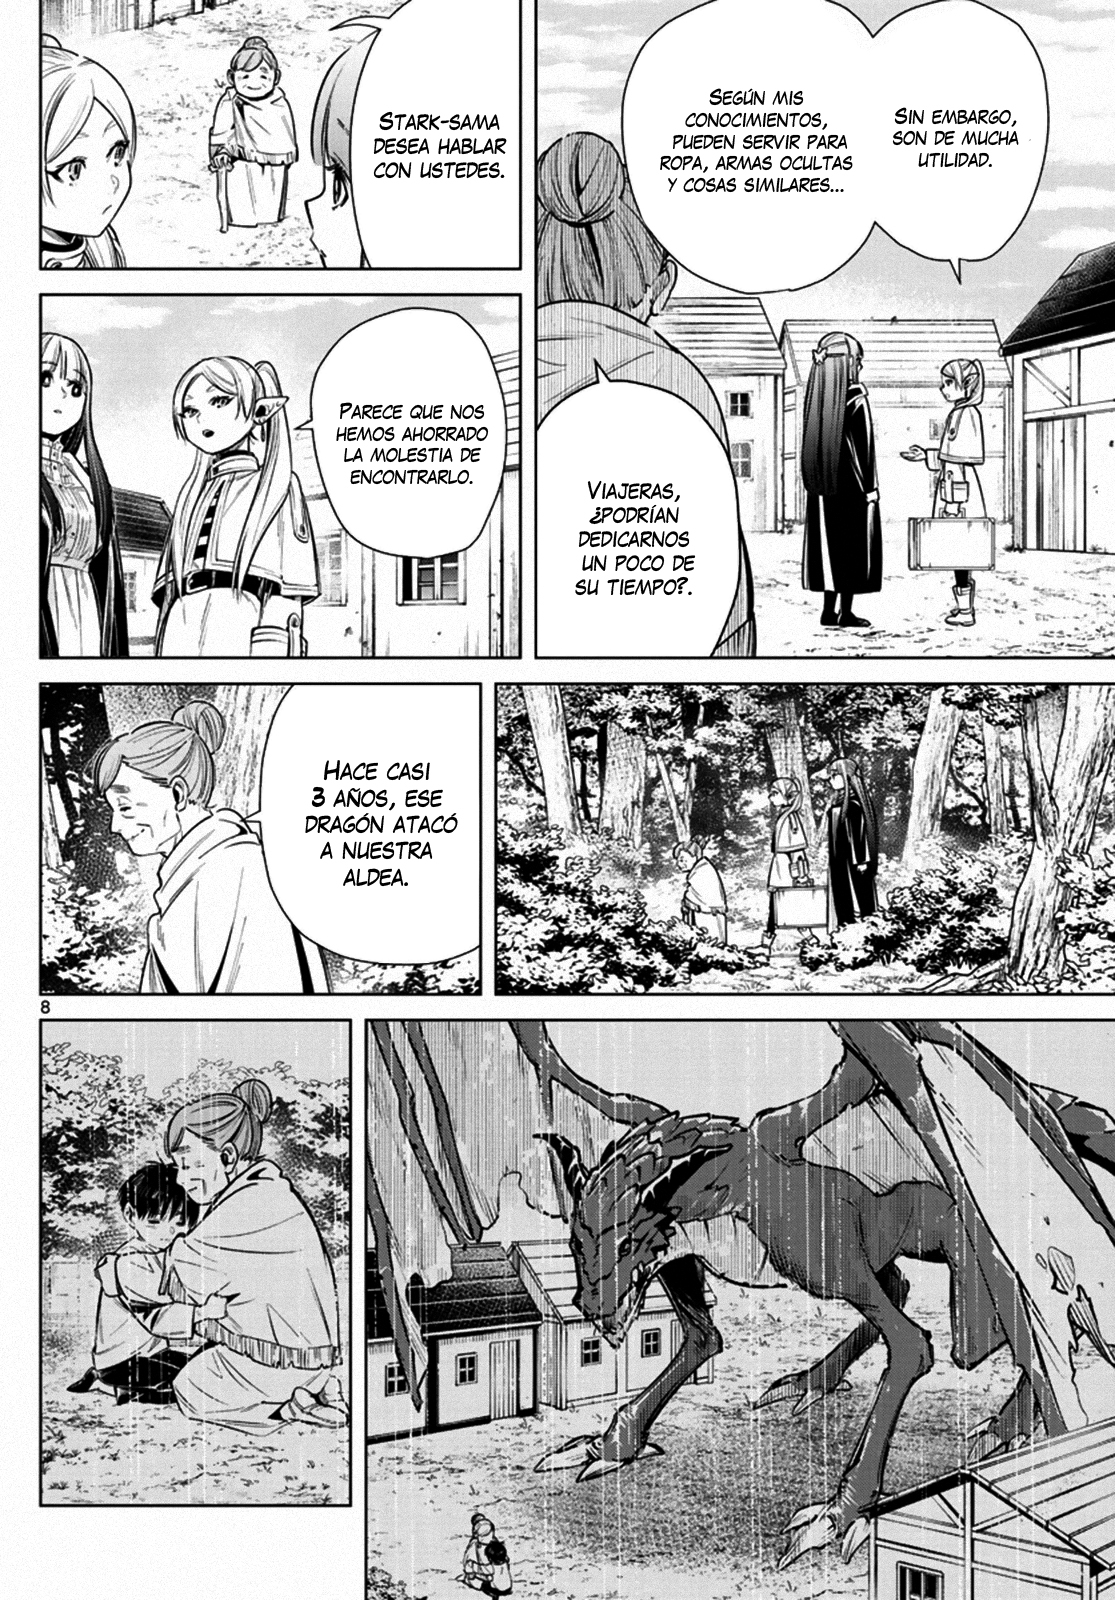 Sin embargo,
son de mucha
utilidad.
Según mis
conocimientos,
pueden servir para
ropa, armas ocultas
y cosas similares...
Viajeras,
¿podrían
dedicarnos
un poco de
su tiempo?.
Stark-sama
desea hablar
con ustedes.
Parece que nos
hemos ahorrado
la molestia de
encontrarlo.
Hace casi
3 años, ese
dragón atacó
a nuestra
aldea.
8